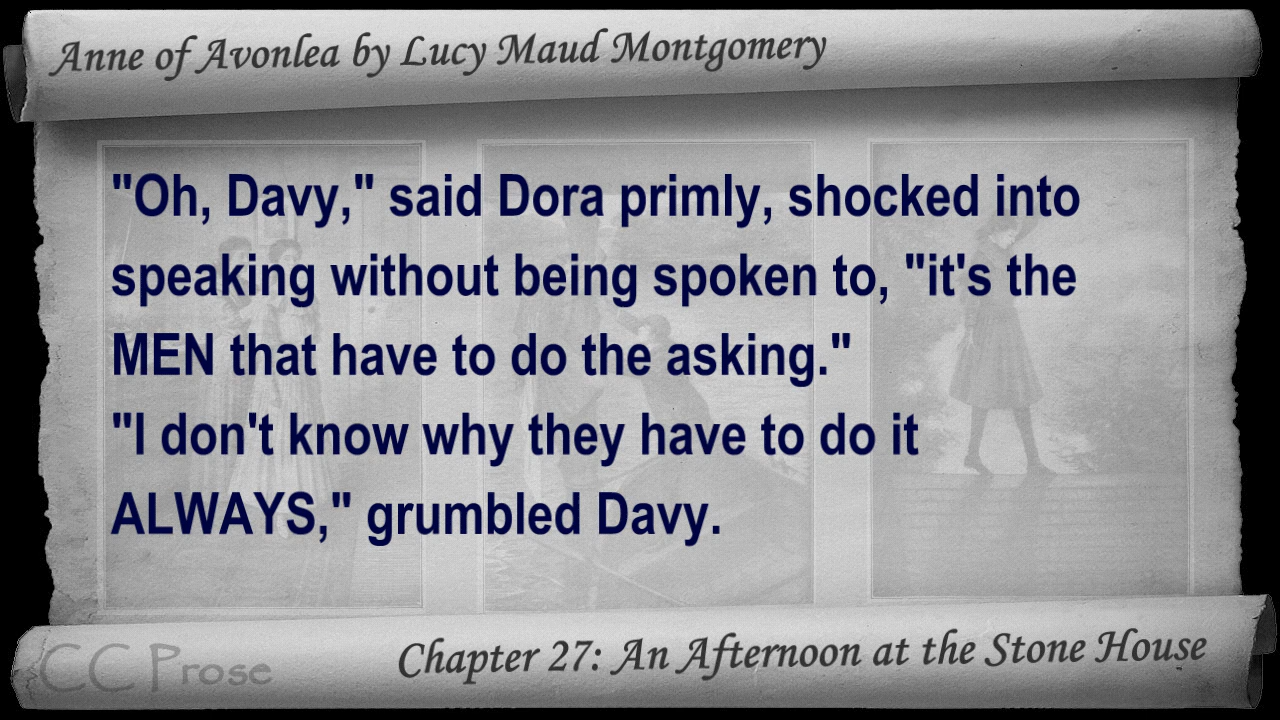 Anne of Avonlea by Lucy Maud Montgomery
"Oh, Davy," said Dora primly, shocked into
speaking without being spoken to, "it's the
MEN that have to do the asking."
"I don't know why they have to do it
ALWAYS," grumbled Davy.
CC Prose
Chapter 27: An Afternoon at the Stone House